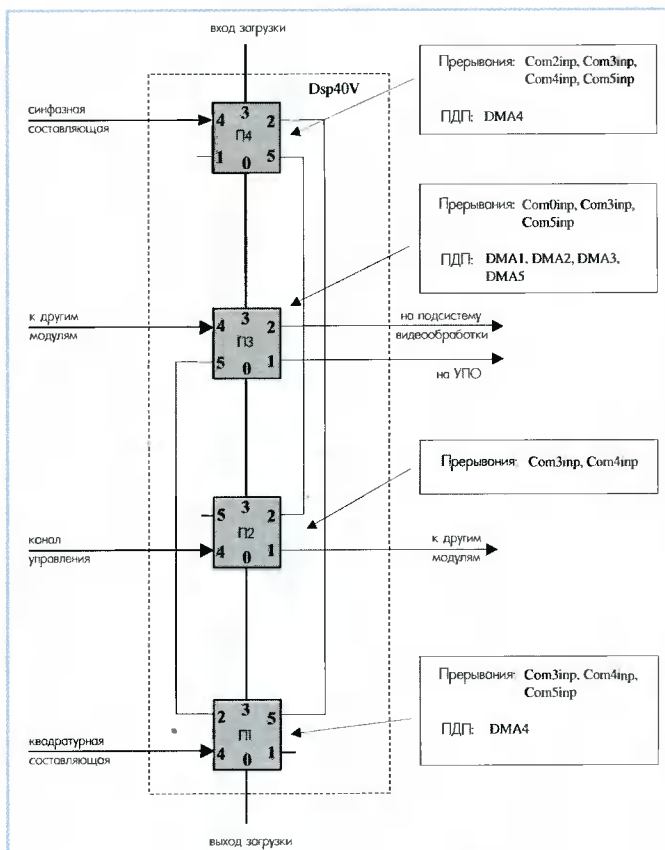 вход загрузки
Dsp40V
синфазная
составляющая
3
4 2
П4
1 0 5
Прерывания: Com2inp, Com3inp,
Com4inp, Com5inp
ПДП: DMA4
к другим
модулям
3
4 2
П3
5 0 1
на подсистему
видеообработки
на УПО
Прерывания: Com0inp, Com3inp,
Com5inp
ПДП: DMA1, DMA2, DMA3,
DMA5
канал
управления
3
5 2
П2
4 0 1
к другим
модулям
Прерывания: Com3inp, Com4inp
квадратурная
составляющая
3
2 5
П1
4 0 1
Прерывания: Com3inp, Com4inp,
Com5inp
ПДП: DMA4
выход загрузки